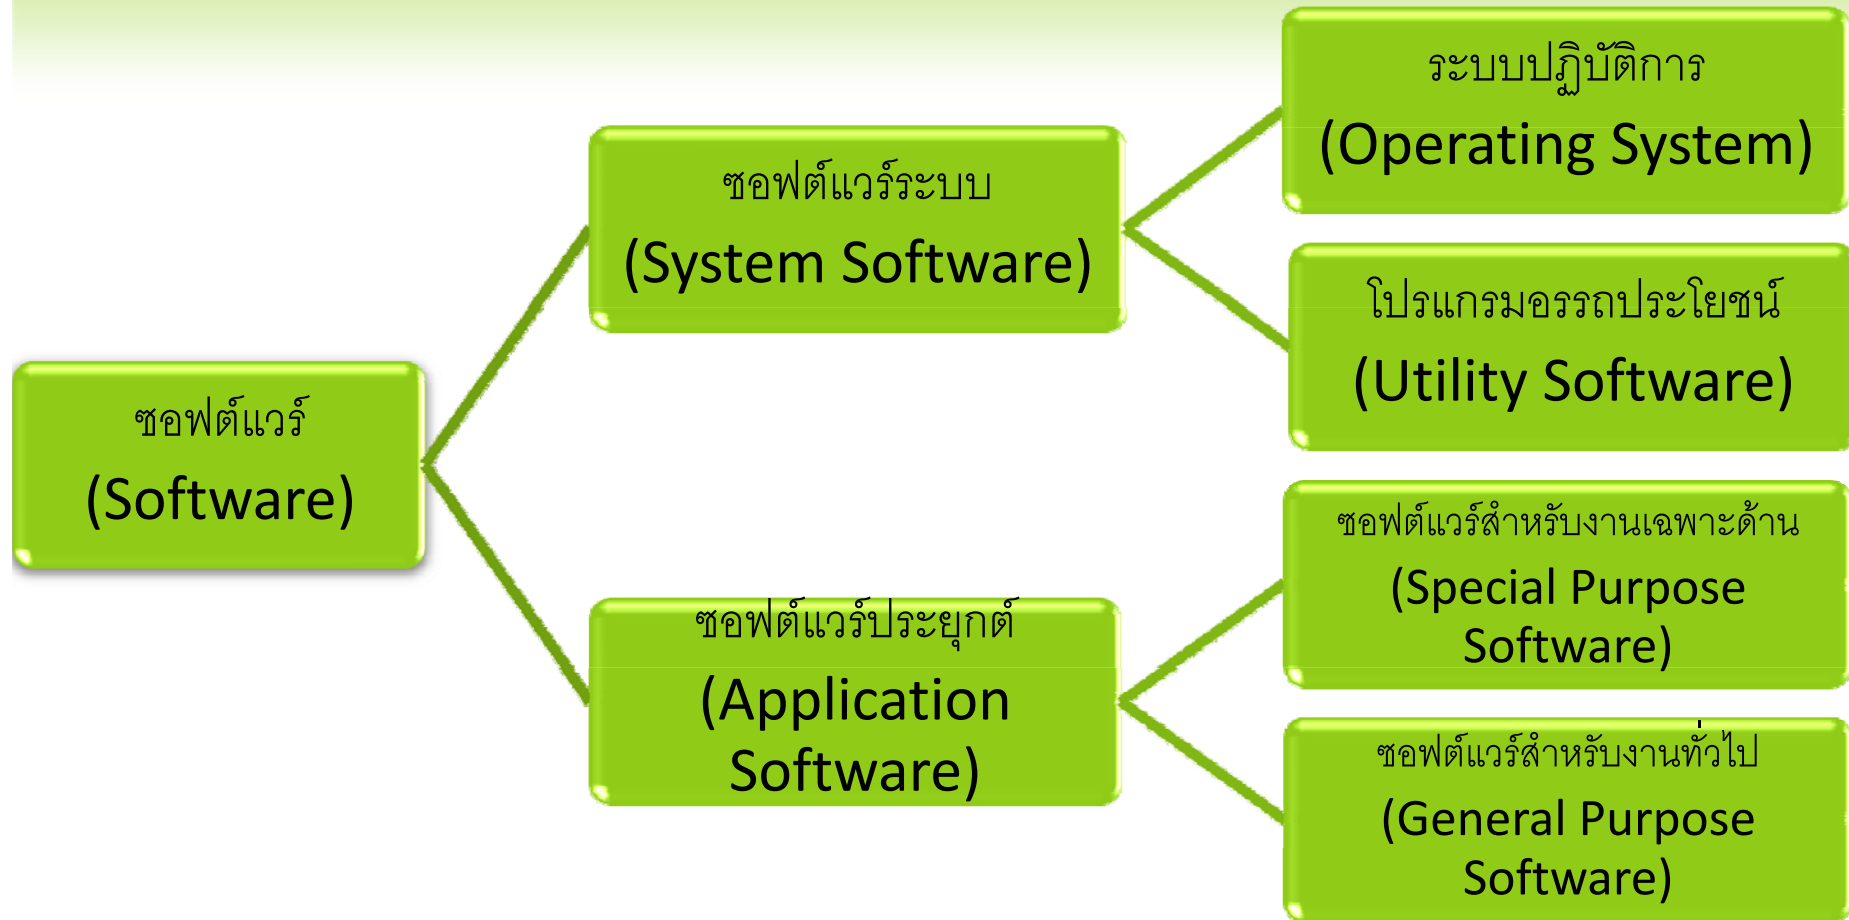 ซอฟต์แวร์
(Software)
ซอฟต์แวร์ระบบ
(System Software)
ระบบปฏิบัติการ
(Operating System)
โปรแกรมอรรถประโยชน์
(Utility Software)
ซอฟต์แวร์ประยุกต์
(Application
Software)
ซอฟต์แวร์สำหรับงานเฉพาะด้าน
(Special Purpose
Software)
ซอฟต์แวร์สำหรับงานทั่วไป
(General Purpose
Software)